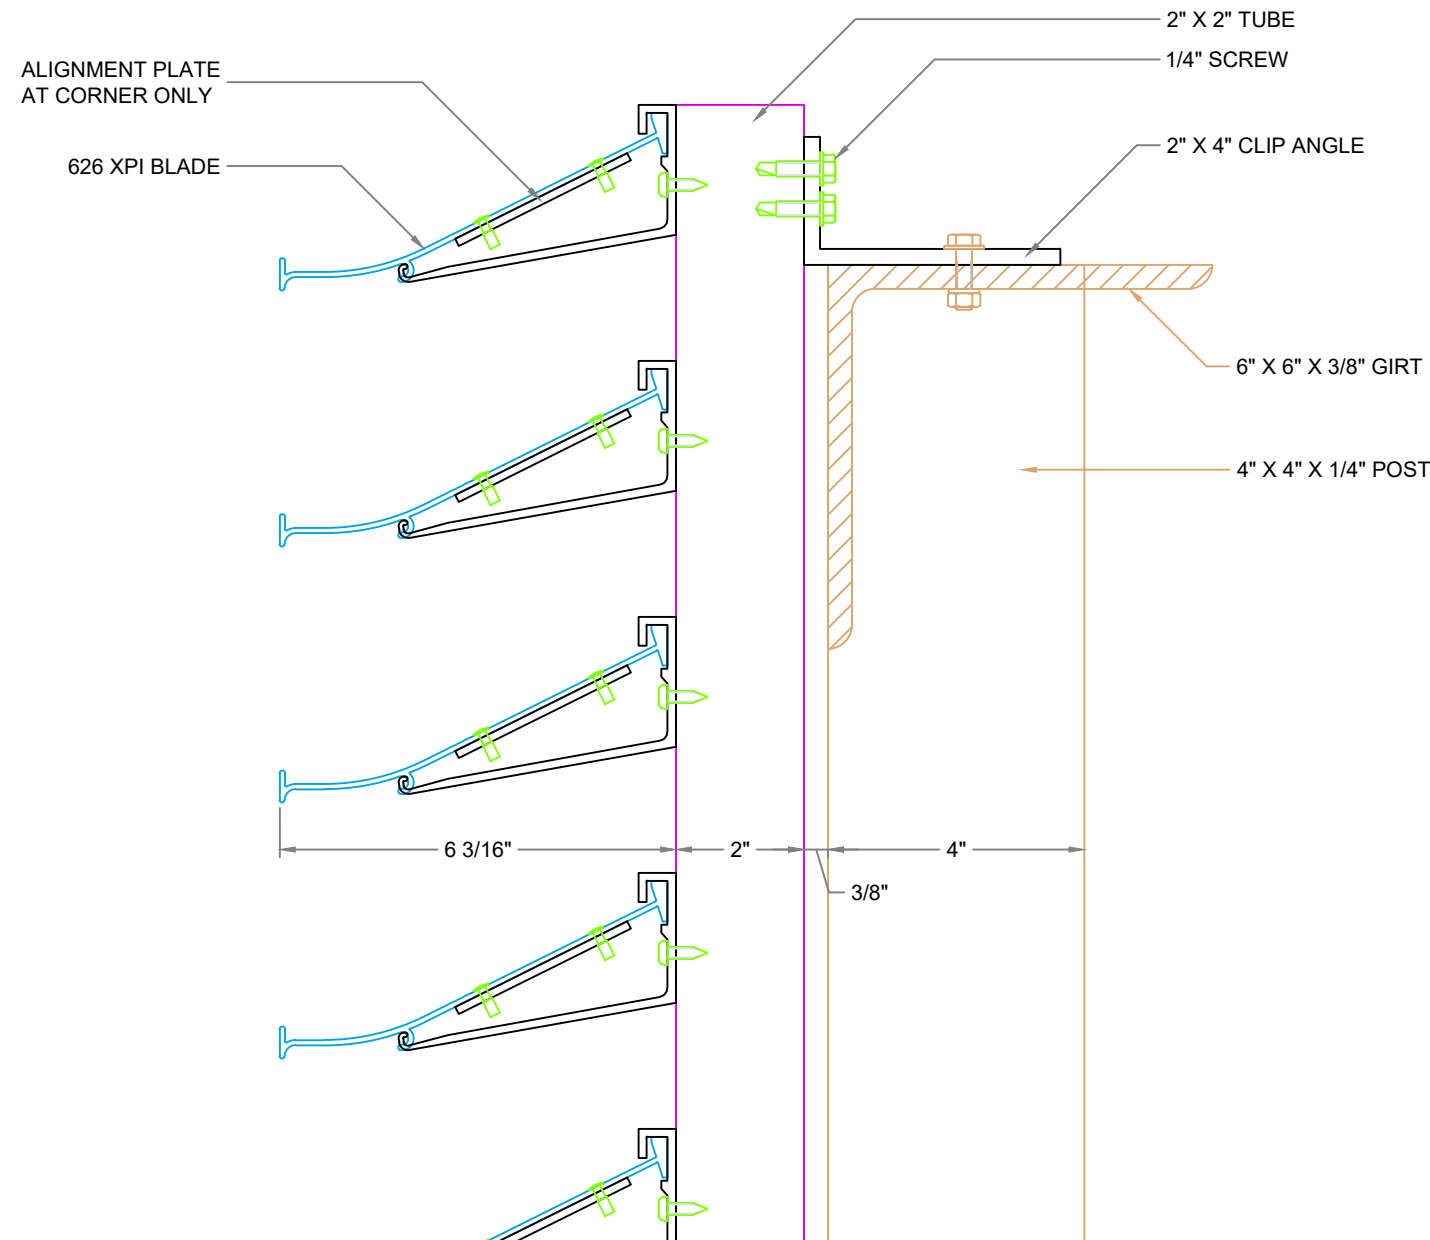 2" X 2" TUBE
1/4" SCREW
ALIGNMENT PLATE
AT CORNER ONLY
2" X 4" CLIP ANGLE
626 XPI BLADE
6" X 6" X 3/8" GIRT
4" X 4" X 1/4" POST
6 3/16"
2"
4"
3/8"